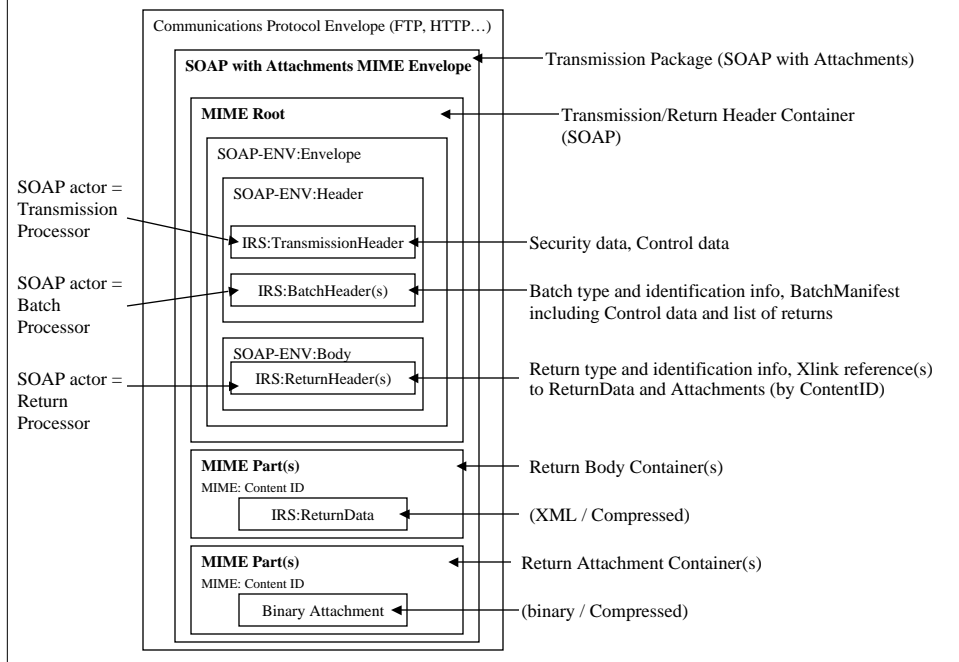 Communications Protocol Envelope (FTP, HTTP…)
SOAP with Attachments MIME Envelope
Transmission Package (SOAP with Attachments)
MIME Root
Transmission/Return Header Container
(SOAP)
SOAP-ENV:Envelope
SOAP-ENV:Header
SOAP actor =
Transmission
Processor
IRS:TransmissionHeader
Security data, Control data
SOAP actor =
Batch
Processor
IRS:BatchHeader(s)
Batch type and identification info, BatchManifest
including Control data and list of returns
SOAP-ENV:Body
SOAP actor =
Return
Processor
IRS:ReturnHeader(s)
Return type and identification info, Xlink reference(s)
to ReturnData and Attachments (by ContentID)
MIME Part(s)
MIME: Content ID
Return Body Container(s)
IRS:ReturnData
(XML / Compressed)
MIME Part(s)
MIME: Content ID
Return Attachment Container(s)
Binary Attachment
(binary / Compressed)